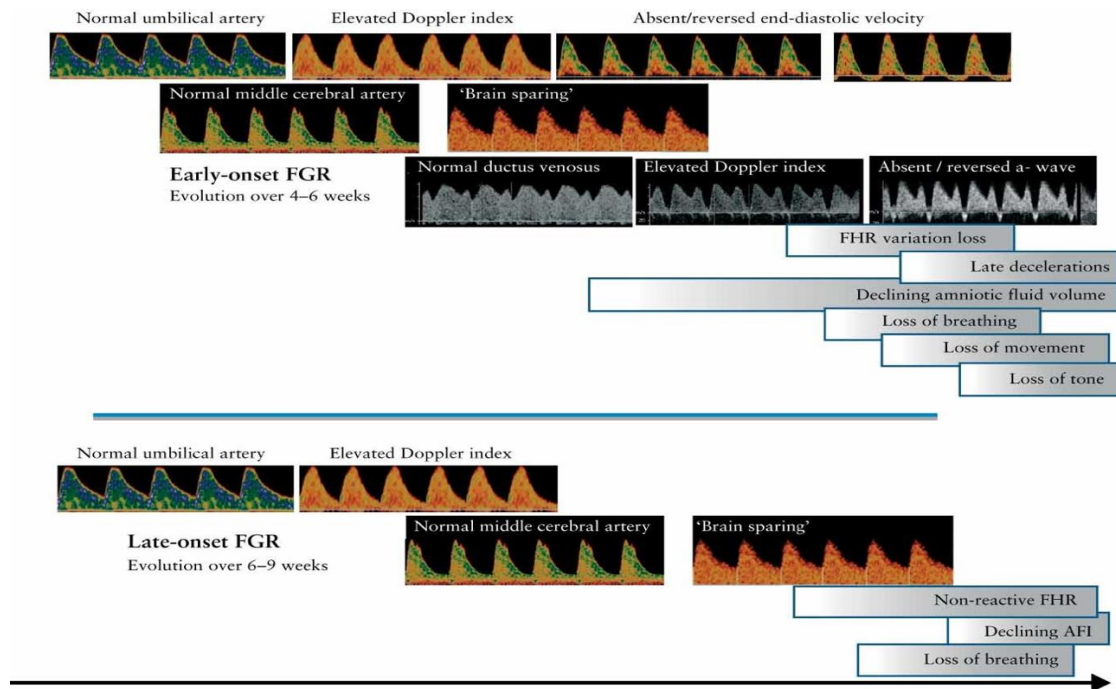 Normal umbilical artery
Elevated Doppler index
Absent/reversed end-diastolic velocity
Normal middle cerebral artery
'Brain sparing'
Early-onset FGR
Evolution over 4–6 weeks
Normal ductus venosus
Elevated Doppler index
Absent / reversed a- wave
FHR variation loss
Late decelerations
Declining amniotic fluid volume
Loss of breathing
Loss of movement
Loss of tone
Normal umbilical artery
Elevated Doppler index
Late-onset FGR
Evolution over 6–9 weeks
Normal middle cerebral artery
'Brain sparing'
Non-reactive FHR
Declining AFI
Loss of breathing